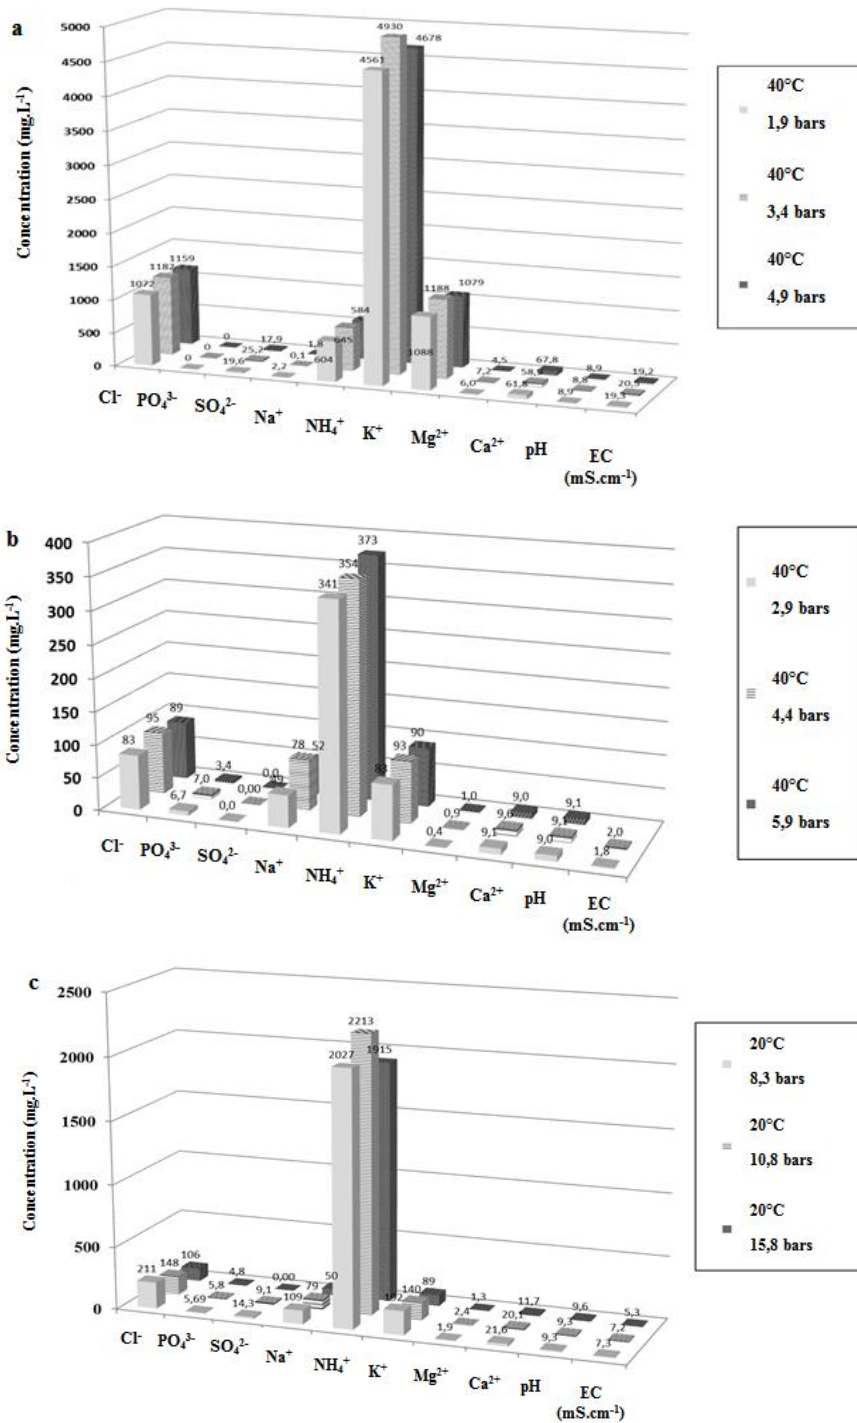 a
Concentration (mg.L-1)
5000
4500
4000
3500
3000
2500
2000
1500
1000
500
0
4930
4561 4678
1182 1159
1072
1188 1079
1088
584
645
604
0 17,9 1,8
0 25,2 0,1
0 19,6 2,2
4,5 67,8 8,9 19,2
7,2 8,8 20,5
6,0 61,8 8,9 19,3
Cl- PO₄³- SO₄²- Na+ NH₄+ K+ Mg²+ Ca²+ pH EC
(mS.cm-1)
40°C
1,9 bars
40°C
3,4 bars
40°C
4,9 bars
b
Concentration (mg.L-1)
400
350
300
250
200
150
100
50
0
373
354
341
95 89
83
78 52
93 90
83
3,4 0,0
7,0 0,00
6,7 0,0
1,0 9,0 9,1
0,9 9,6 9,1 2,0
0,4 9,1 9,0 1,8
Cl- PO₄³- SO₄²- Na+ NH₄+ K+ Mg²+ Ca²+ pH EC
(mS.cm-1)
40°C
2,9 bars
40°C
4,4 bars
40°C
5,9 bars
c
Concentration (mg.L-1)
2500
2000
1500
1000
500
0
2213
2027 1915
211 148 106
4,8 0,00 50
5,8 9,1 79
5,69 14,3 109
140 89
1,3 11,7 9,6 5,3
2,4 20,1 9,3 7,2
1,9 21,6 9,3 7,3
Cl- PO₄³- SO₄²- Na+ NH₄+ K+ Mg²+ Ca²+ pH EC
(mS.cm-1)
20°C
8,3 bars
20°C
10,8 bars
20°C
15,8 bars